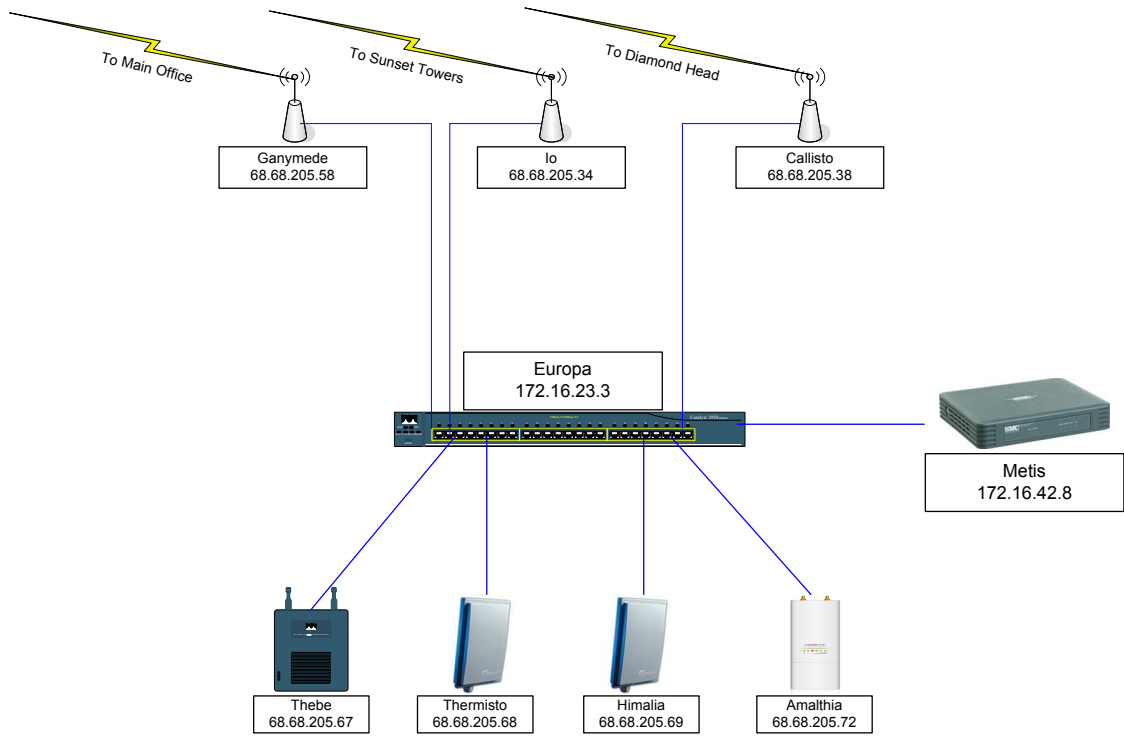 To Main Office
To Sunset Towers
To Diamond Head
Ganymede
68.68.205.58
Io
68.68.205.34
Callisto
68.68.205.38
Europa
172.16.23.3
SMC
Metis
172.16.42.8
Thebe
68.68.205.67
Thermisto
68.68.205.68
Himalia
68.68.205.69
Amalthia
68.68.205.72